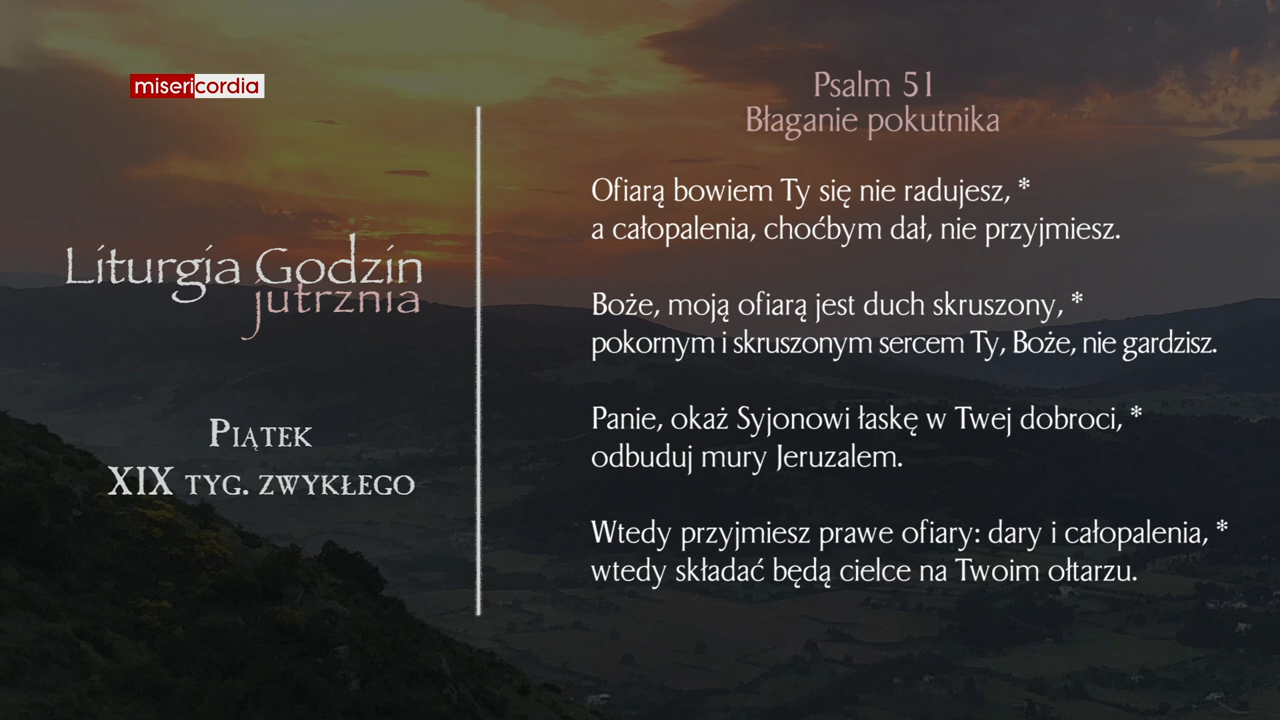 misericordia
Liturgia Godzin
jutrznia
Piątek
XIX tyg. zwykłego
Psalm 51
Błaganie pokutnika
Ofiarą bowiem Ty się nie radujesz, *
a całopalenia, choćbym dał, nie przyjmiesz.
Boże, moją ofiarą jest duch skruszony, *
pokornym i skruszonym sercem Ty, Boże, nie gardzisz.
Panie, okaż Syjonowi łaskę w Twej dobroci, *
odbuduj mury Jeruzalem.
Wtedy przyjmiesz prawe ofiary: dary i całopalenia, *
wtedy składać będą cielce na Twoim ołtarzu.